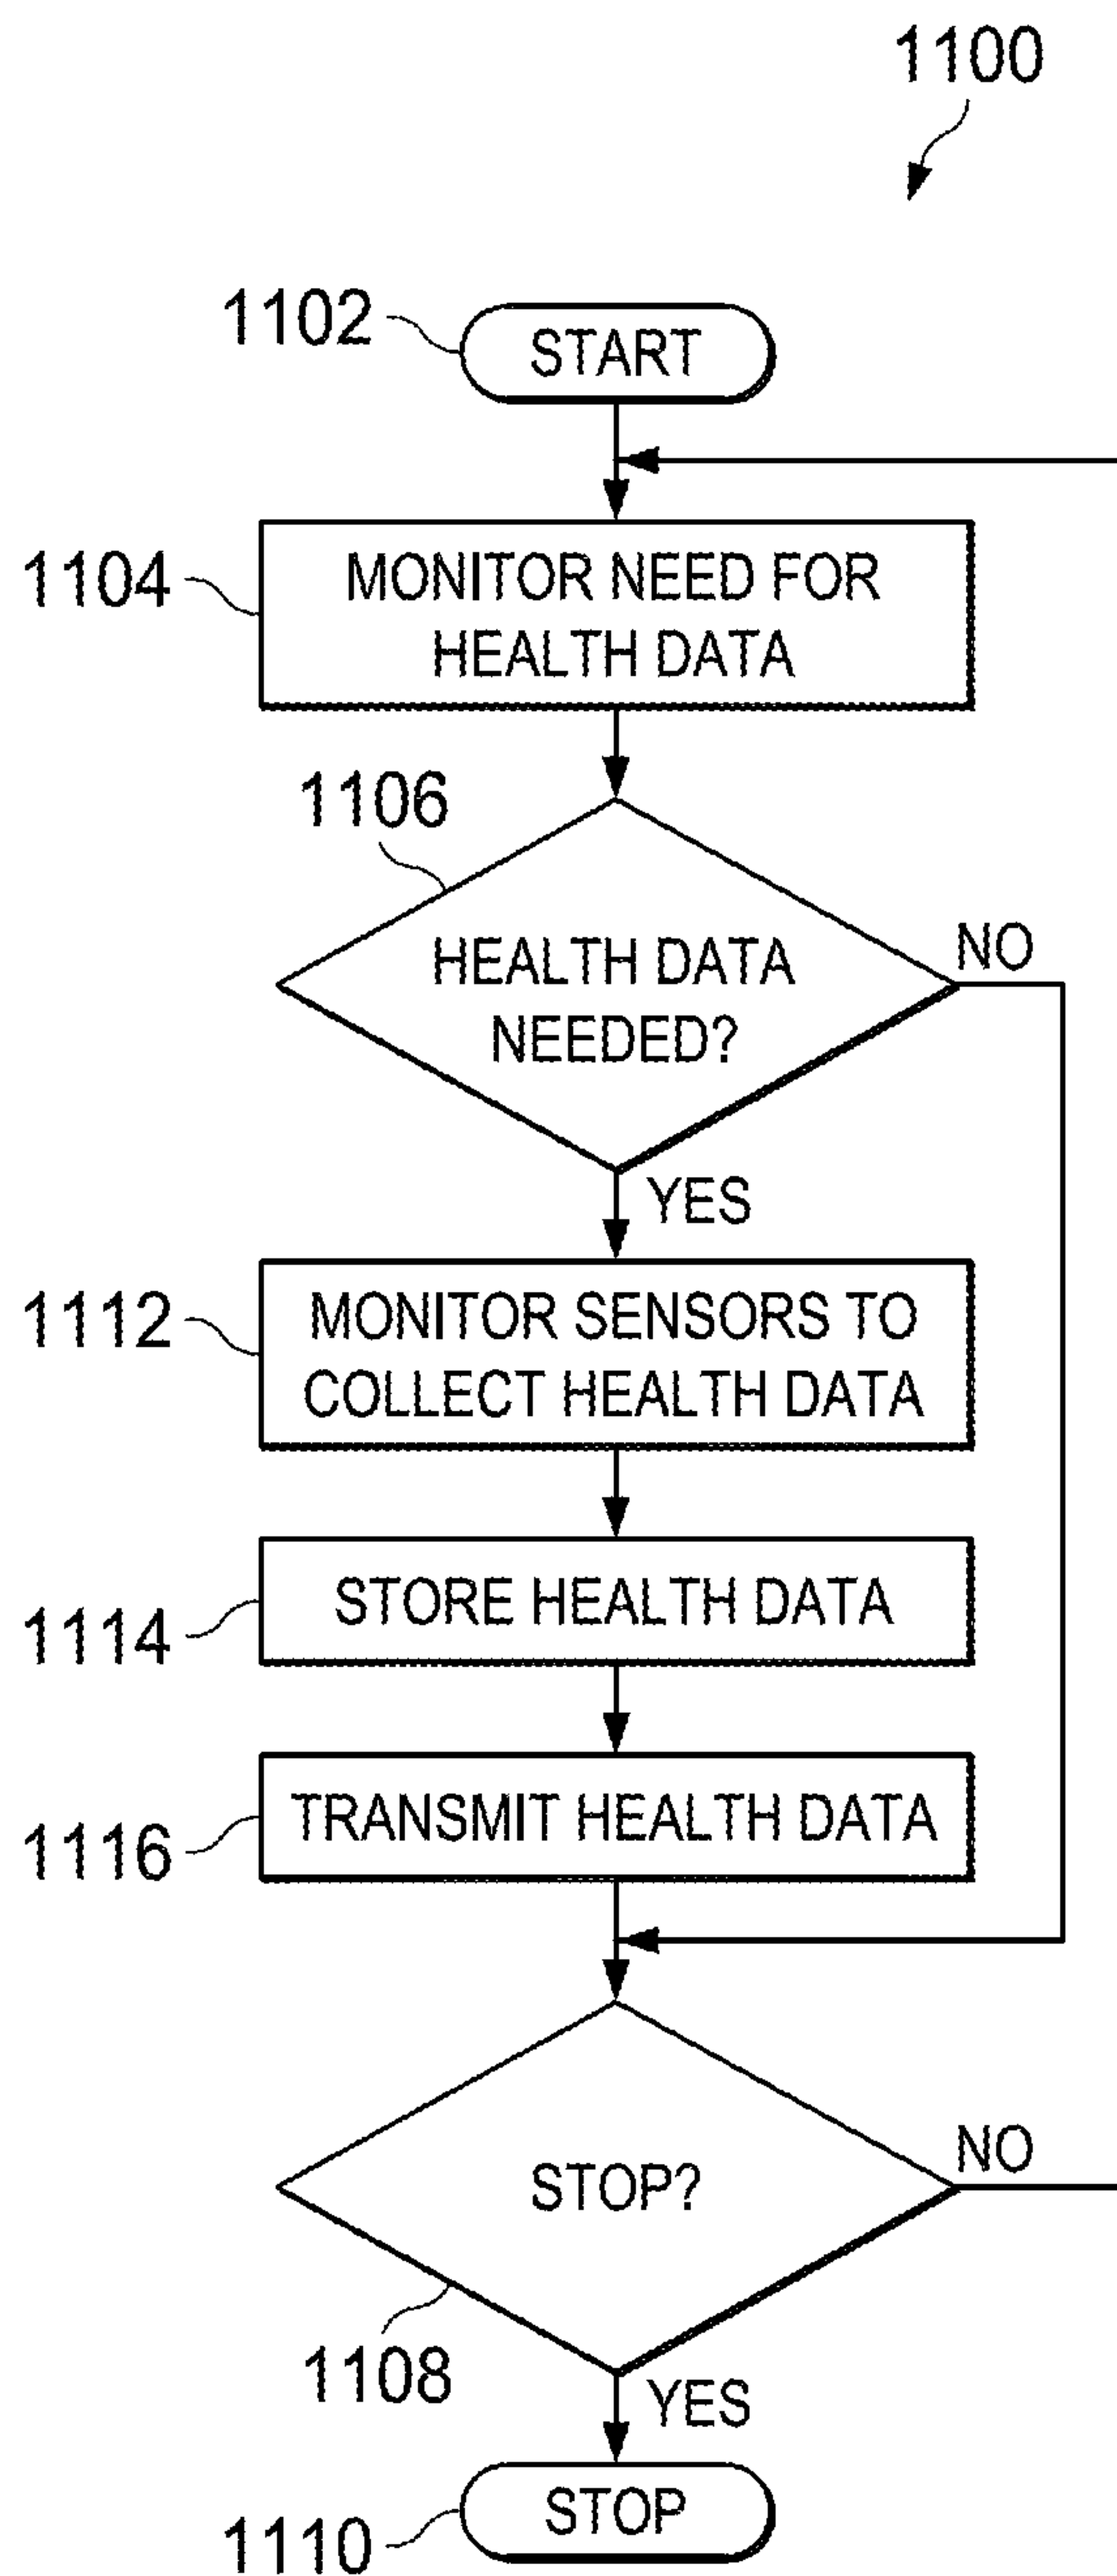 1100
1102
START
1104
MONITOR NEED FOR
HEALTH DATA
1106
HEALTH DATA
NEEDED?
NO
YES
1112
MONITOR SENSORS TO
COLLECT HEALTH DATA
1114
STORE HEALTH DATA
1116
TRANSMIT HEALTH DATA
STOP?
NO
1108
YES
1110
STOP